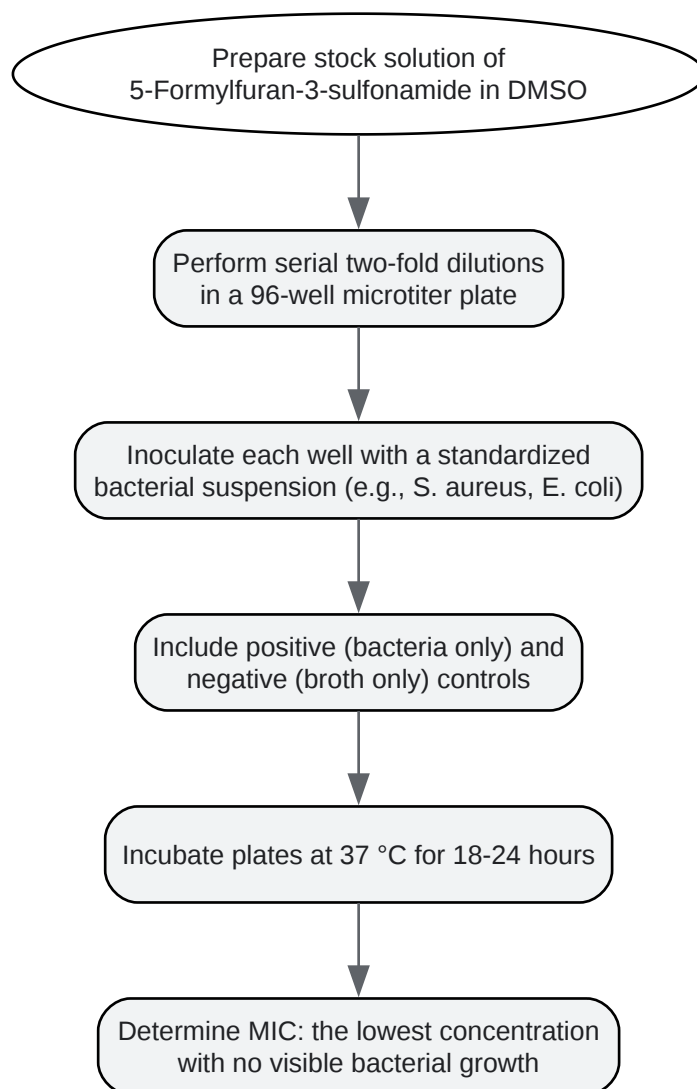 Prepare stock solution of
5-Formylfuran-3-sulfonamide in DMSO
Perform serial two-fold dilutions
in a 96-well microtiter plate
Inoculate each well with a standardized
bacterial suspension (e.g., S. aureus, E. coli)
Include positive (bacteria only) and
negative (broth only) controls
Incubate plates at 37 °C for 18-24 hours
Determine MIC: the lowest concentration
with no visible bacterial growth